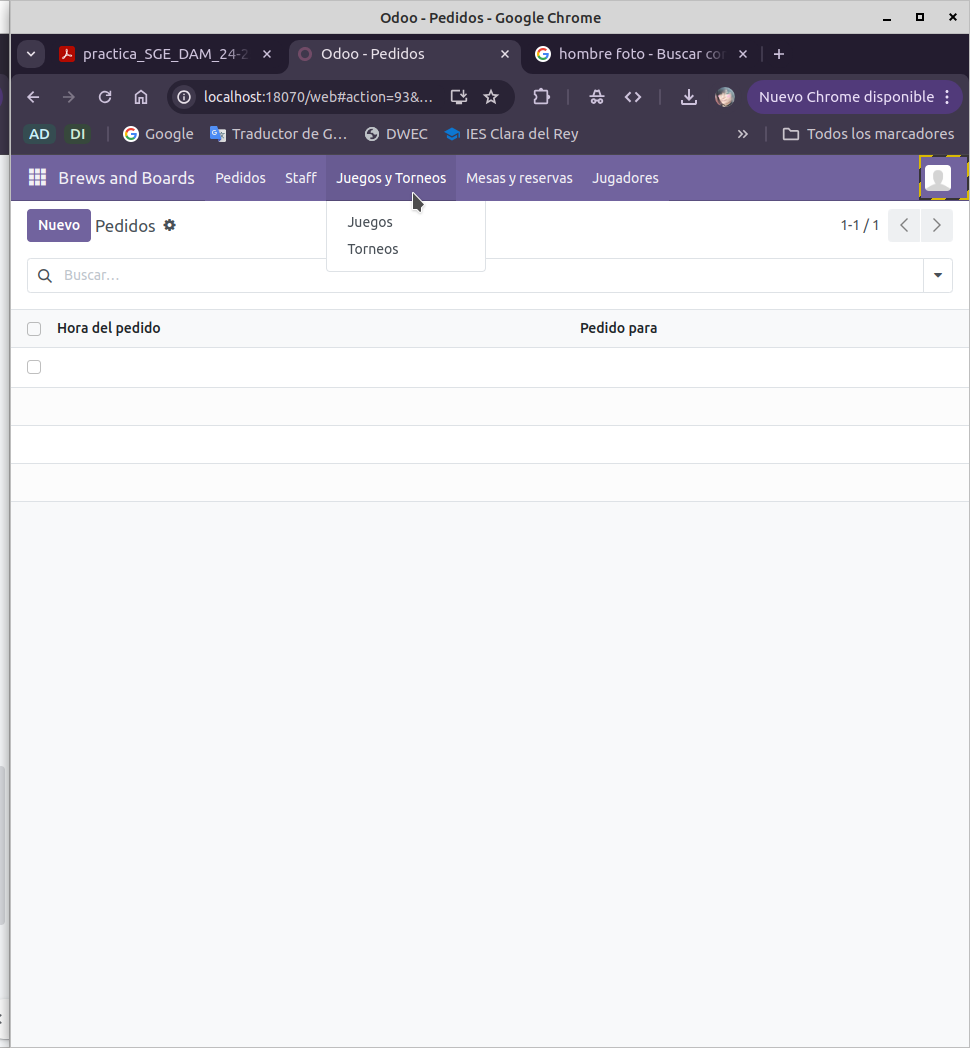 Odoo - Pedidos - Google Chrome
practica_SGE_DAM_24-2
Odoo - Pedidos
hombre foto - Buscar co
localhost:18070/web#action=93&...
Nuevo Chrome disponible
AD DI Google Traductor de G... DWEC IES Clara del Rey » Todos los marcadores
Brews and Boards Pedidos Staff Juegos y Torneos Mesas y reservas Jugadores
Nuevo Pedidos 1-1 / 1
Juegos
Torneos
Buscar...
Hora del pedido Pedido para